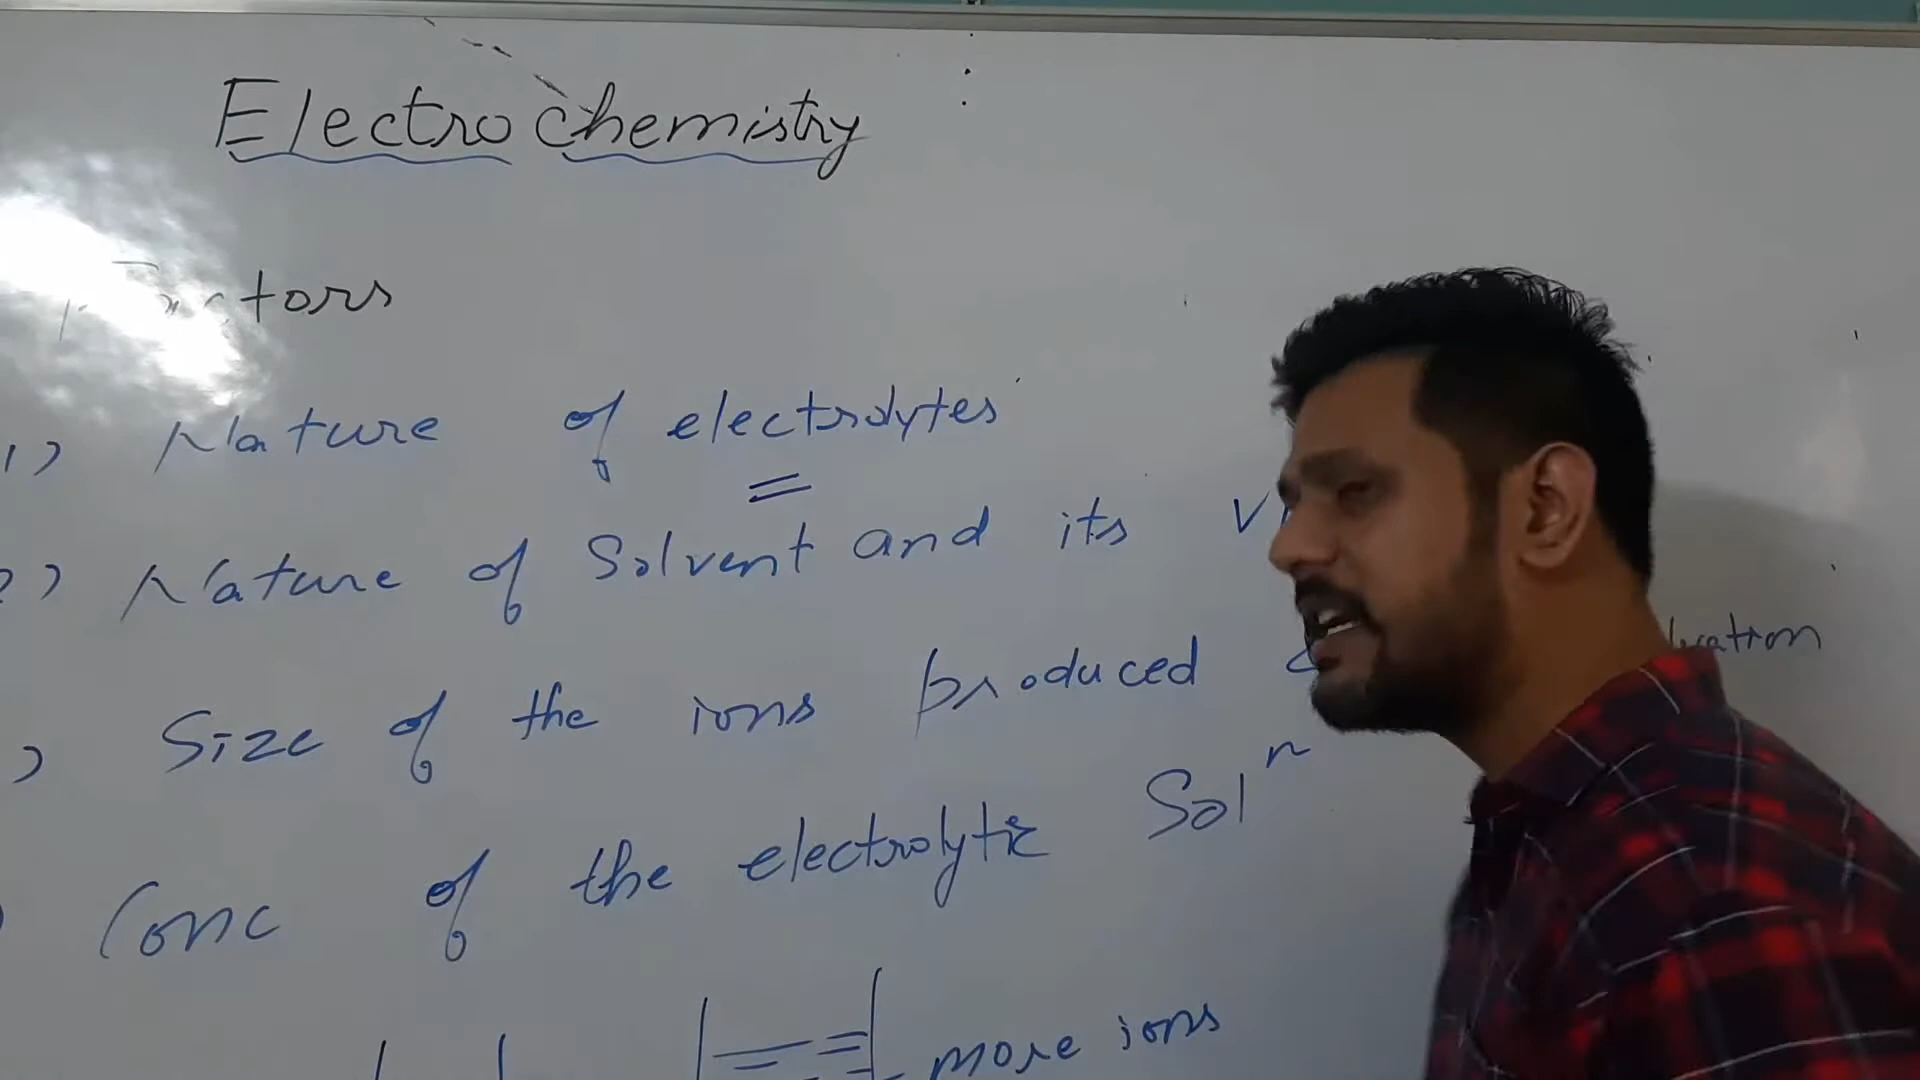 Electrochemistry
Factors
1) Nature of electrolytes
2) Nature of Solvent and its
) Size of the ions produced
) Conc of the electrolytic Solⁿ
more ions